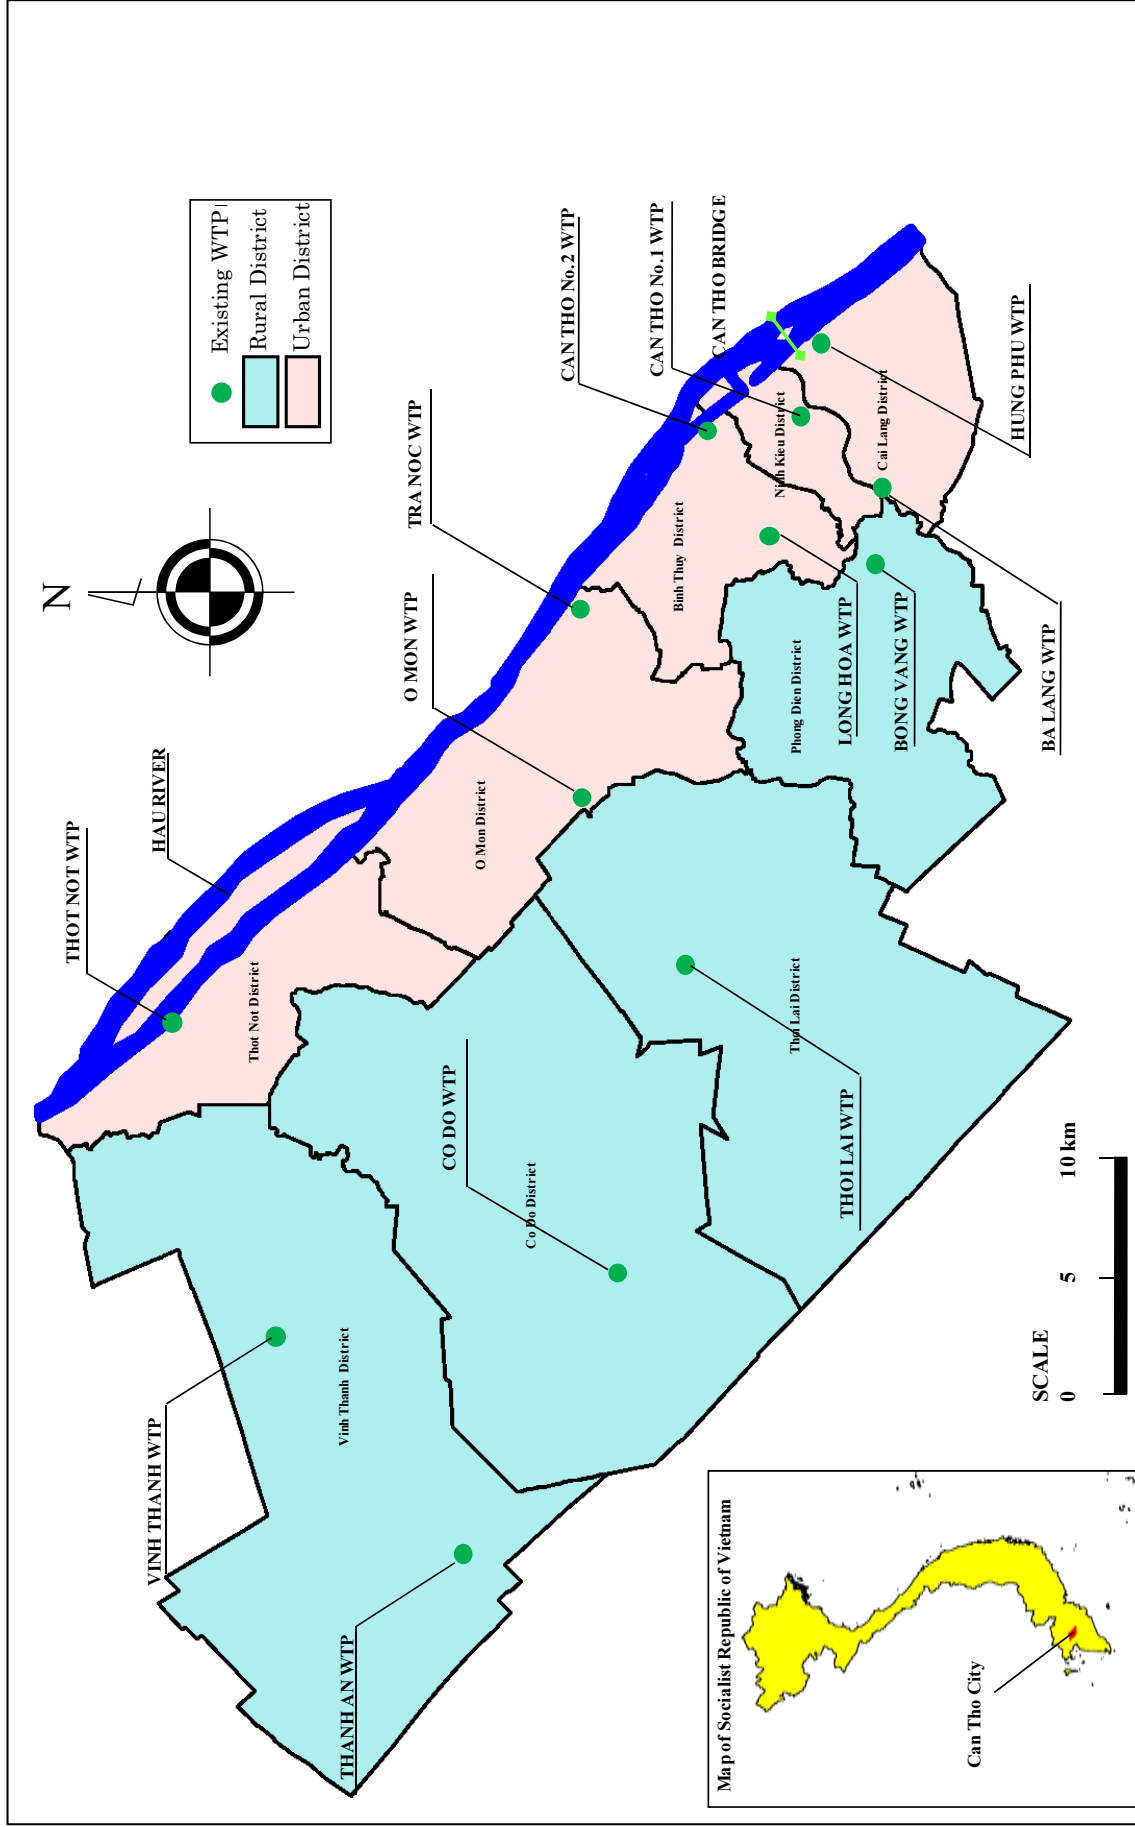 N
Existing WTP
Rural District
Urban District
THOT NOT WTP
HAU RIVER
O MON WTP
TRA NOC WTP
CAN THO No.2 WTP
CAN THO No.1 WTP
CAN THO BRIDGE
VINH THANH WTP
THANH AN WTP
CO DO WTP
THOI LAI WTP
LONG HOA WTP
BONG VANG WTP
BA LANG WTP
HUNG PHU WTP
Thot Not District
Vinh Thanh District
O Mon District
Co Do District
Binh Thuy District
Ninh Kieu District
Cai Lang District
Phong Dien District
Thoi Lai District
SCALE
0 5 10 km
Map of Socialist Republic of Vietnam
Can Tho City